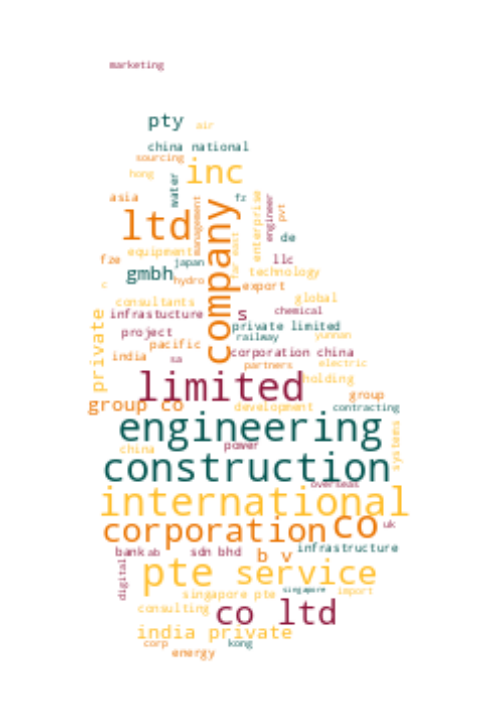 marketing
pty
air
china national
sourcing
inc
hong
water
asia
fz
enterprise
engineer
pvt
management
ltd
company
far east
de
equipment
fze
japan
llc
gmbh
hydro
technology
c
export
consultants
global
infrastucture
s
chemical
private
project
private limited
railway
yunnan
pacific
india
sa
corporation china
partners
electric
limited
holding
group co
group
development
contracting
engineering
china
power
systems
construction
overseas
international
corporation
co
uk
bank
ab
sdn bhd
b v
infrastructure
digital
pte service
singapore pte
singapore
import
consulting
co ltd
india private
corp
kong
energy